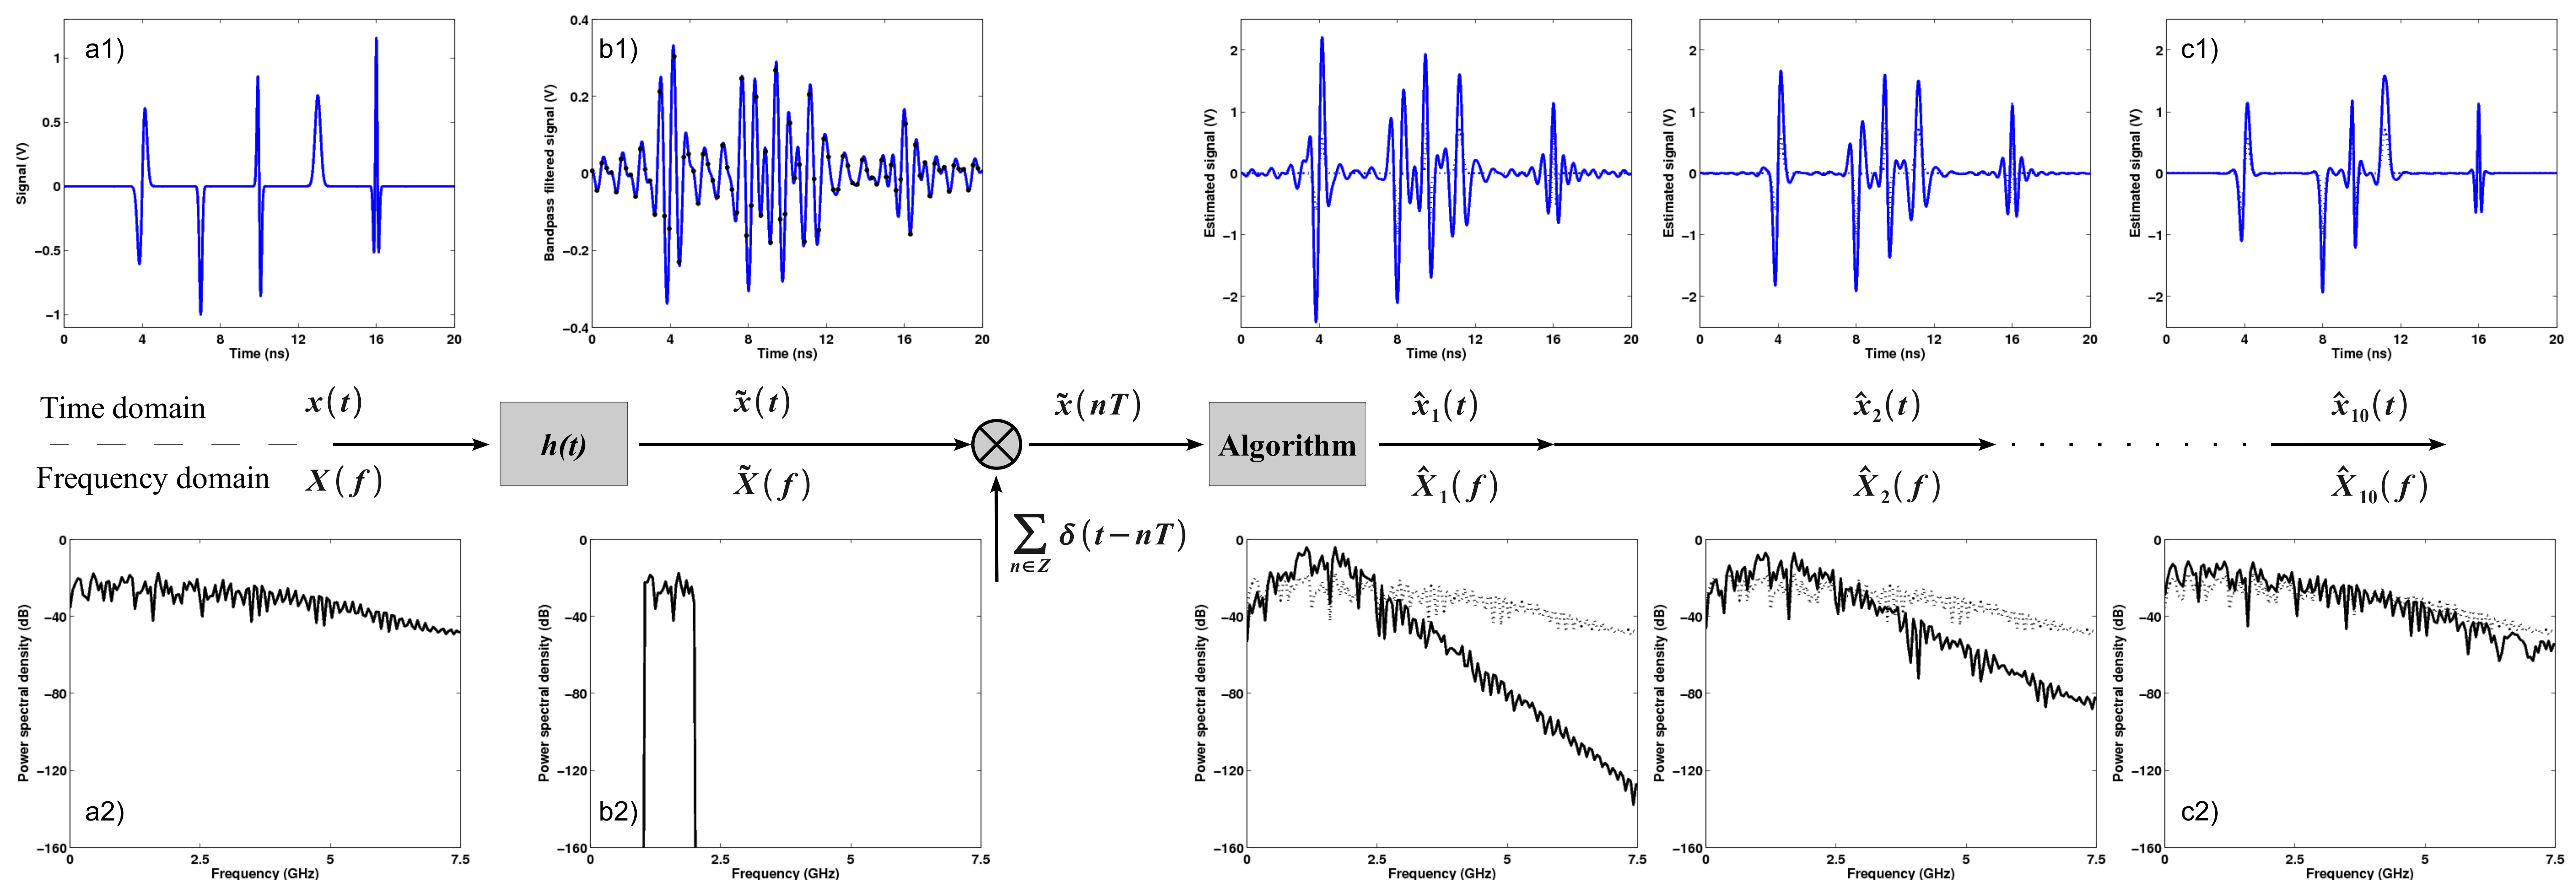 a1)
Signal (V)
1
0.5
0
−0.5
−1
0 4 8 12 16 20
Time (ns)
b1)
Bandpass filtered signal (V)
0.4
0.2
0
−0.2
−0.4
0 4 8 12 16 20
Time (ns)
Estimated signal (V)
2
1
0
−1
−2
0 4 8 12 16 20
Time (ns)
Estimated signal (V)
2
1
0
−1
−2
0 4 8 12 16 20
Time (ns)
c1)
Estimated signal (V)
2
1
0
−1
−2
0 4 8 12 16 20
Time (ns)
Time domain
x(t)
x̃(t)
x̃(nT)
x̂₁(t)
x̂₂(t)
x̂₁₀(t)
h(t)
Algorithm
Frequency domain
X(f)
X̃(f)
X̂₁(f)
X̂₂(f)
X̂₁₀(f)
∑ δ(t−nT)
n∈Z
a2)
Power spectral density (dB)
0
−40
−80
−120
−160
0 2.5 5 7.5
Frequency (GHz)
b2)
Power spectral density (dB)
0
−40
−80
−120
−160
0 2.5 5 7.5
Frequency (GHz)
Power spectral density (dB)
0
−40
−80
−120
−160
0 2.5 5 7.5
Frequency (GHz)
Power spectral density (dB)
0
−40
−80
−120
−160
0 2.5 5 7.5
Frequency (GHz)
c2)
Power spectral density (dB)
0
−40
−80
−120
−160
0 2.5 5 7.5
Frequency (GHz)